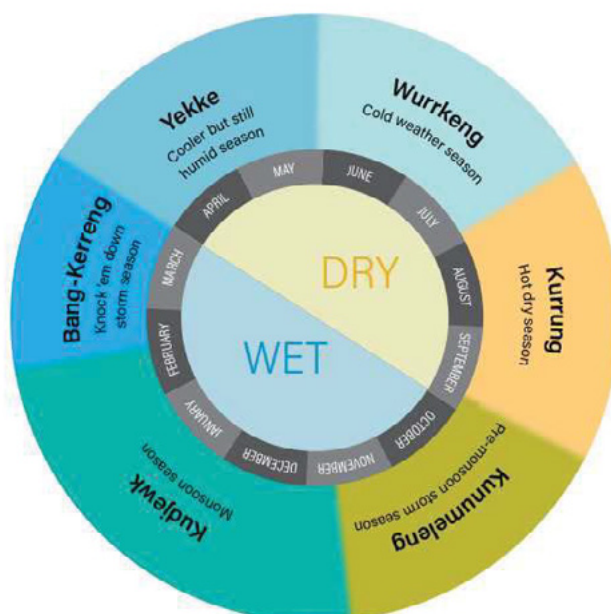 Yekke
Cooler but still
humid season
Wurrkeng
Cold weather season
Kurrung
Hot dry season
Kunumeleng
Pre-monsoon storm season
Kudjewk
Monsoon season
Bang-Kerreng
Knock 'em down
storm season
JANUARY
FEBRUARY
MARCH
APRIL
MAY
JUNE
JULY
AUGUST
SEPTEMBER
OCTOBER
NOVEMBER
DECEMBER
DRY
WET